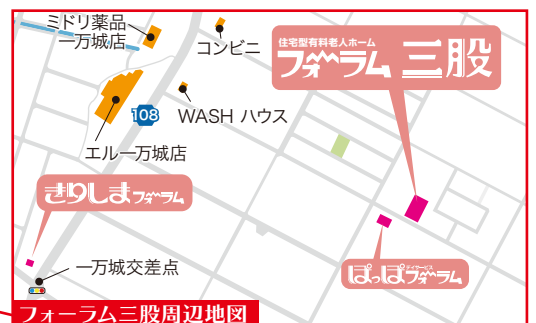 ミドリ薬品
一万城店
コンビニ
住宅型有料老人ホーム
フォーラム 三股
108
WASH ハウス
エル一万城店
きりしまフォーラム
デイサービス
ぱっぱフォーラム
一万城交差点
フォーラム三股周辺地図